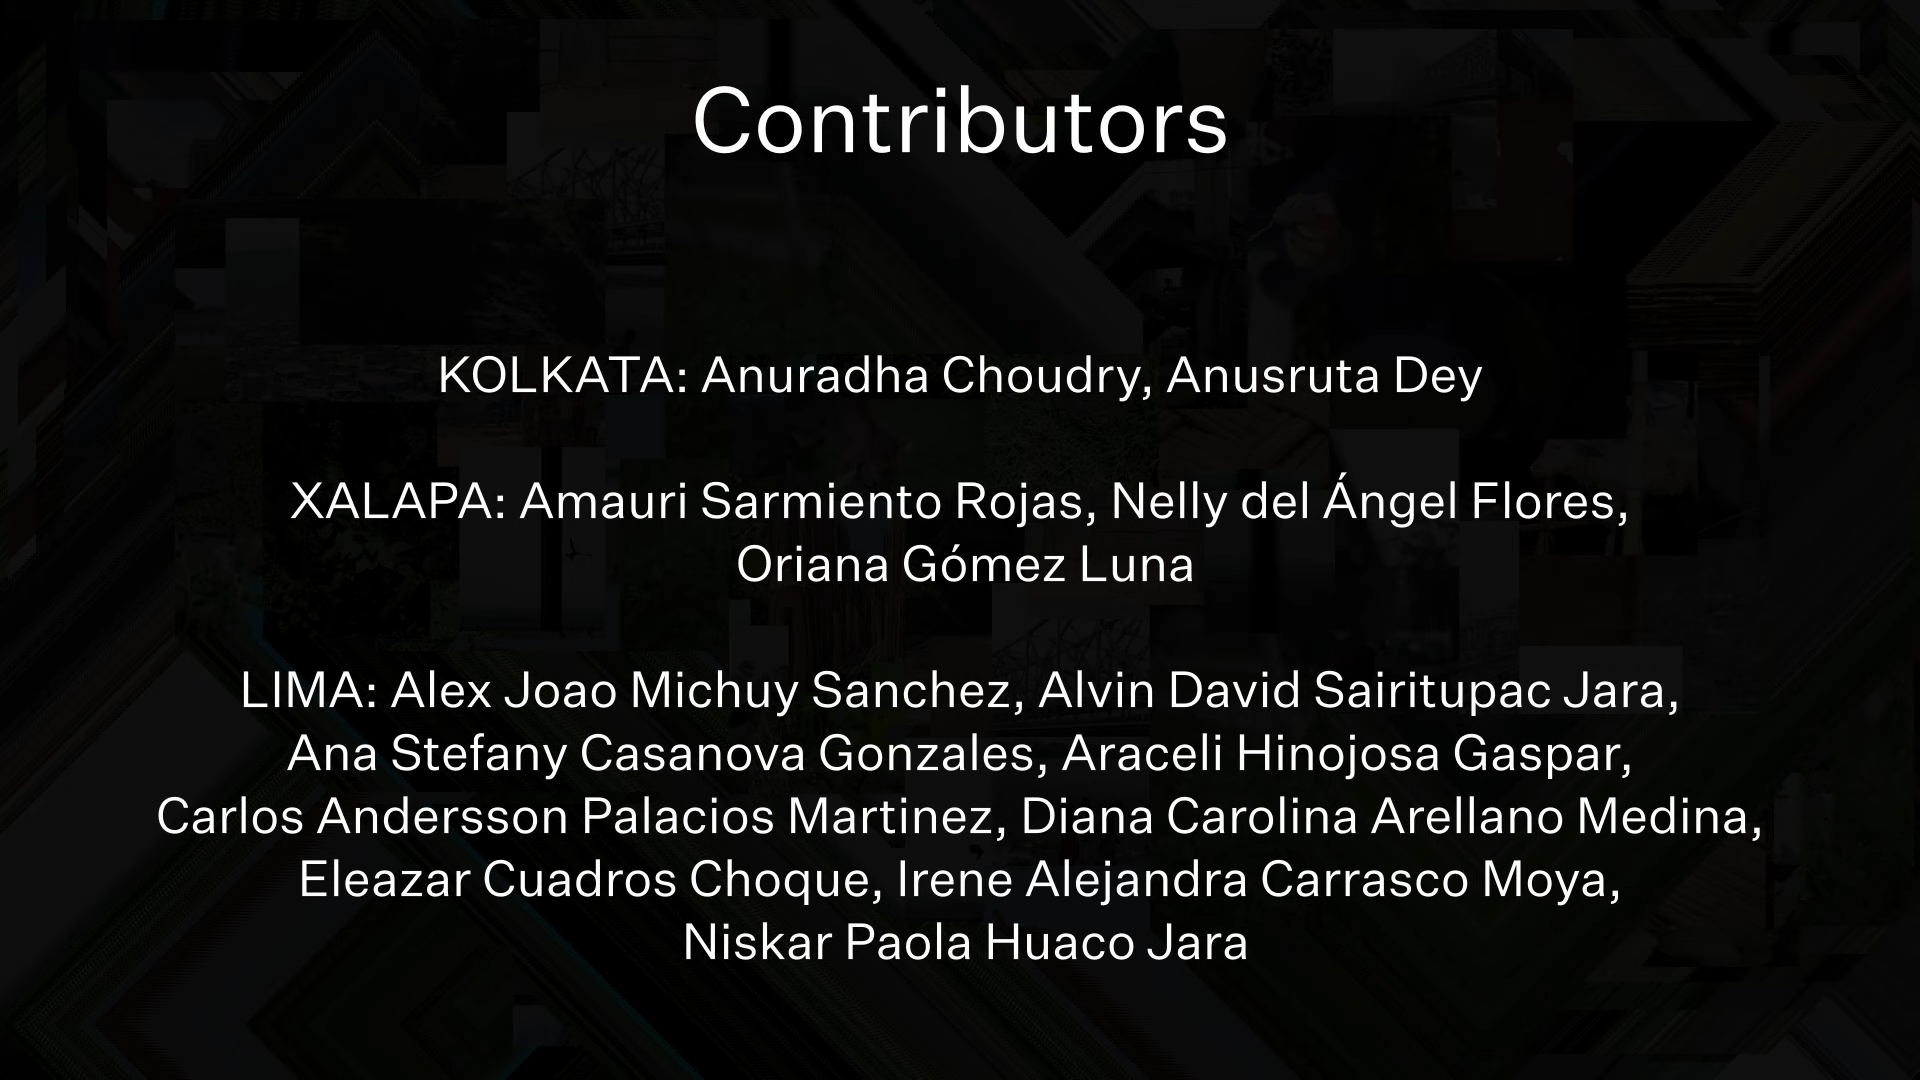 Contributors
KOLKATA: Anuradha Choudry, Anusruta Dey
XALAPA: Amauri Sarmiento Rojas, Nelly del Ángel Flores,
Oriana Gómez Luna
LIMA: Alex Joao Michuy Sanchez, Alvin David Sairitupac Jara,
Ana Stefany Casanova Gonzales, Araceli Hinojosa Gaspar,
Carlos Andersson Palacios Martinez, Diana Carolina Arellano Medina,
Eleazar Cuadros Choque, Irene Alejandra Carrasco Moya,
Niskar Paola Huaco Jara